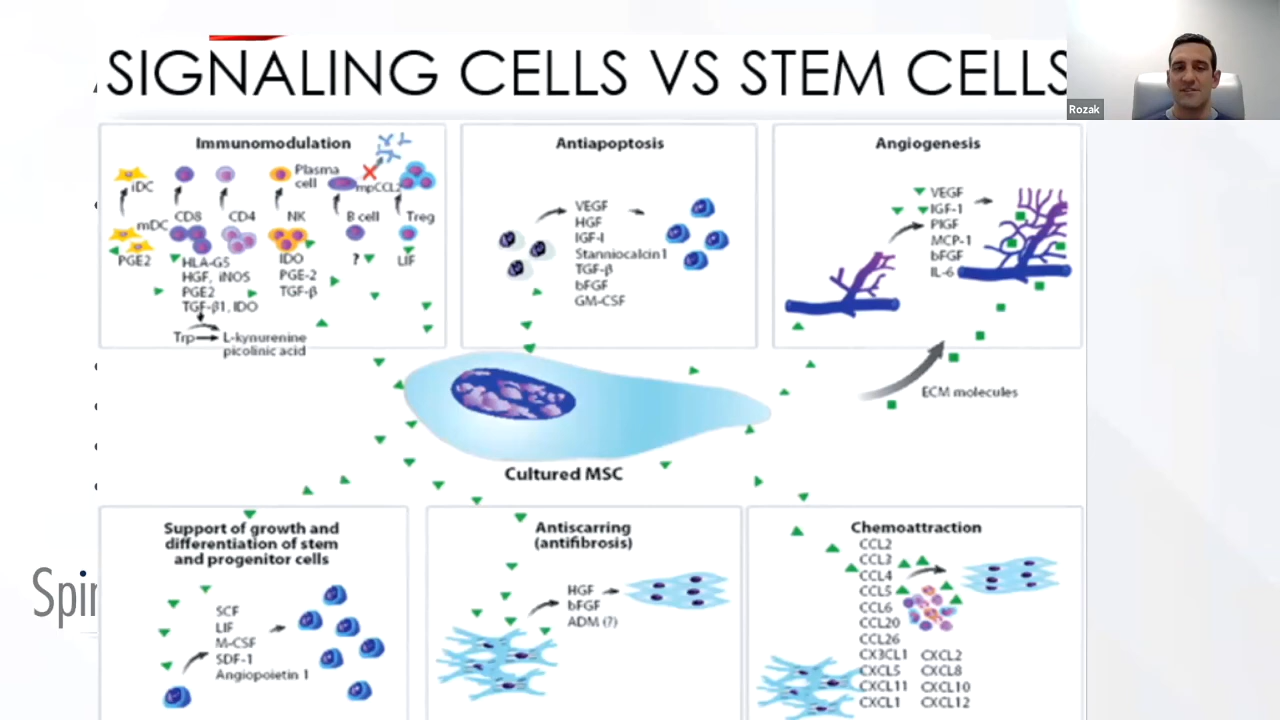 SIGNALING CELLS VS STEM CELLS
Rozak
Immunomodulation
iDC
Plasma
cell
mpCCL2
mDC
CD8
CD4
NK
B cell
Treg
PGE2
HLA-G5
HGF, iNOS
PGE2
TGF-β1, IDO
IDO
PGE-2
TGF-β
?
LIF
Trp
L-kynurenine
picolinic acid
Antiapoptosis
VEGF
HGF
IGF-I
Stanniocalcin1
TGF-β
bFGF
GM-CSF
Angiogenesis
VEGF
IGF-1
PIGF
MCP-1
bFGF
IL-6
ECM molecules
Cultured MSC
Support of growth and
differentiation of stem
and progenitor cells
SCF
LIF
M-CSF
SDF-1
Angiopoietin 1
Antiscarring
(antifibrosis)
HGF
bFGF
ADM (?)
Chemoattraction
CCL2
CCL3
CCL4
CCL5
CCL6
CCL20
CCL26
CX3CL1 CXCL2
CXCL5 CXCL8
CXCL11 CXCL10
CXCL1 CXCL12